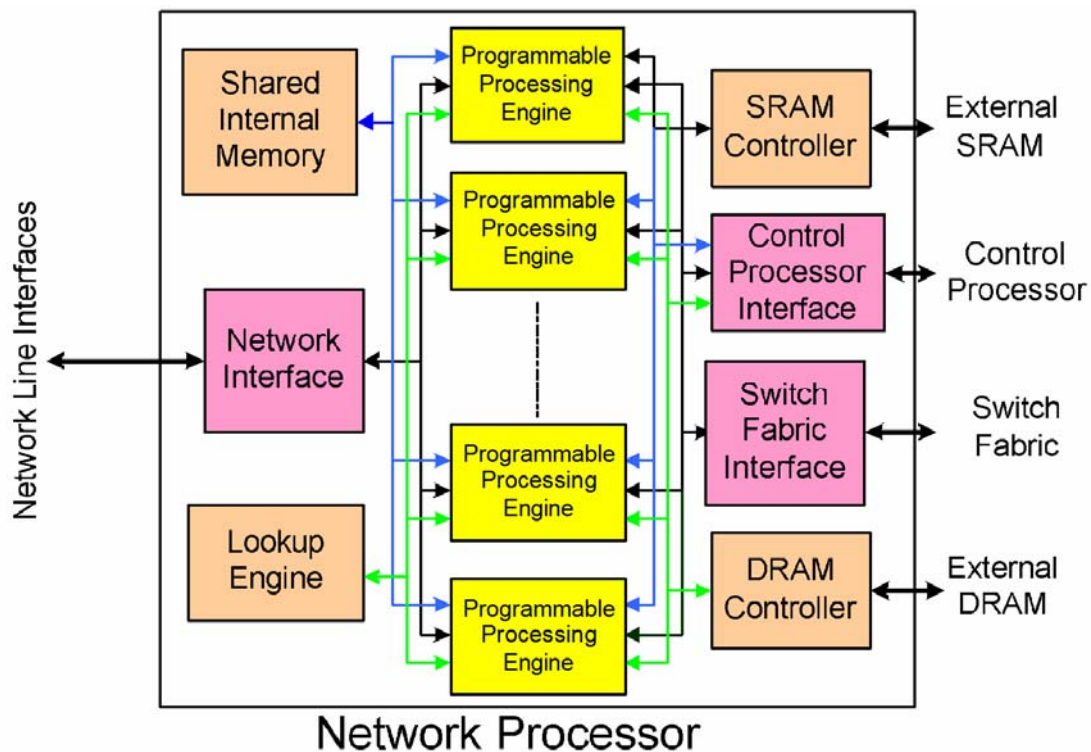 Network Line Interfaces
Shared
Internal
Memory
Network
Interface
Lookup
Engine
Programmable
Processing
Engine
Programmable
Processing
Engine
Programmable
Processing
Engine
Programmable
Processing
Engine
SRAM
Controller
Control
Processor
Interface
Switch
Fabric
Interface
DRAM
Controller
External
SRAM
Control
Processor
Switch
Fabric
External
DRAM
Network Processor